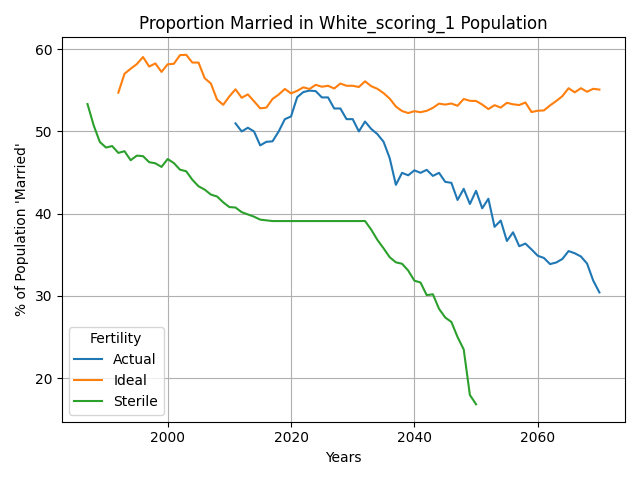 Proportion Married in White_scoring_1 Population
% of Population 'Married'
60
50
40
30
20
Fertility
Actual
Ideal
Sterile
2000 2020 2040 2060
Years